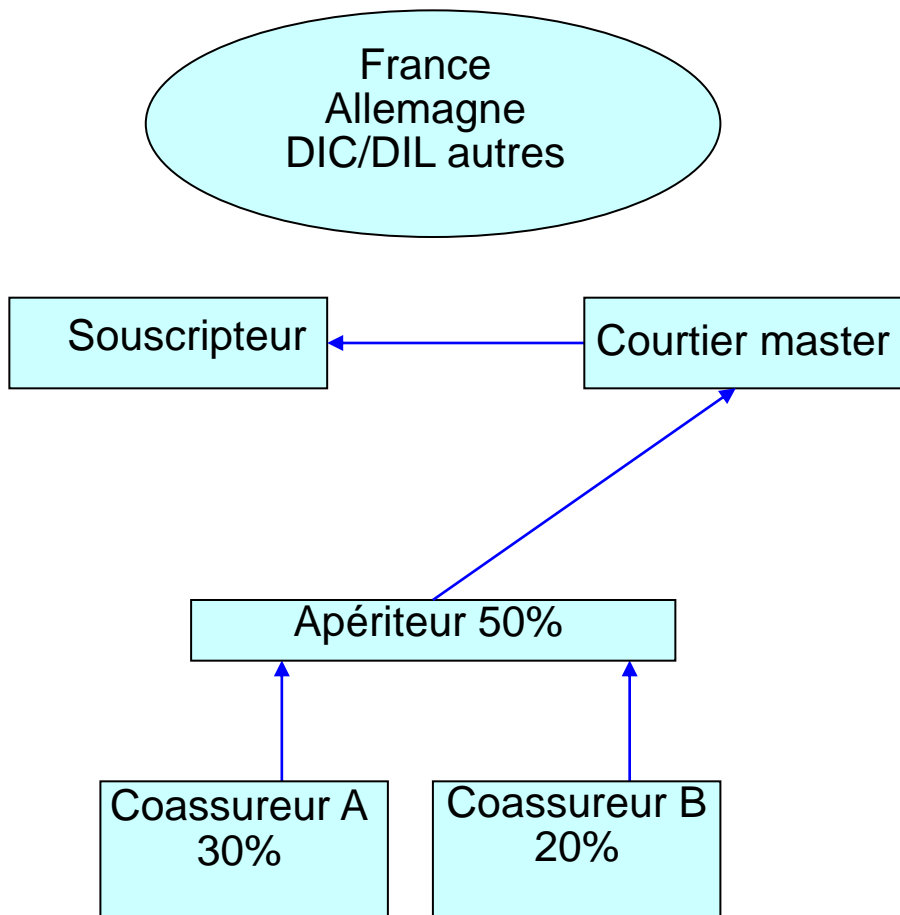 France
Allemagne
DIC/DIL autres
Souscripteur
Courtier master
Apériteur 50%
Coassureur A
30%
Coassureur B
20%